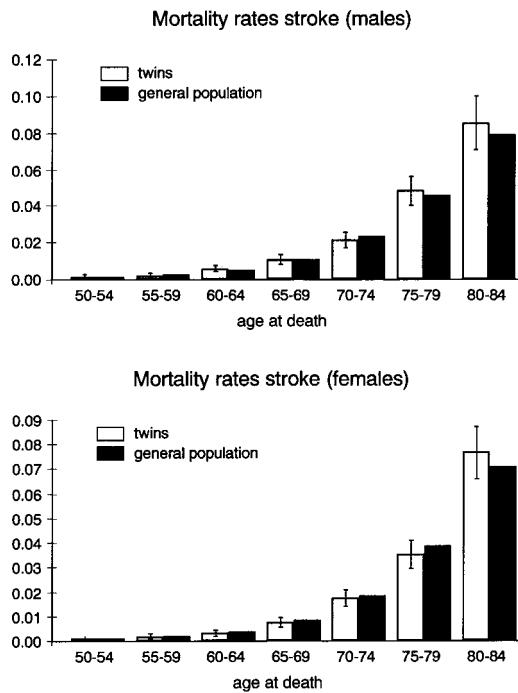 Mortality rates stroke (males)
0.12
twins
0.10
general population
0.08
0.06
0.04
0.02
0.00
50-54 55-59 60-64 65-69 70-74 75-79 80-84
age at death
Mortality rates stroke (females)
0.09
twins
0.08
general population
0.07
0.06
0.05
0.04
0.03
0.02
0.01
0.00
50-54 55-59 60-64 65-69 70-74 75-79 80-84
age at death